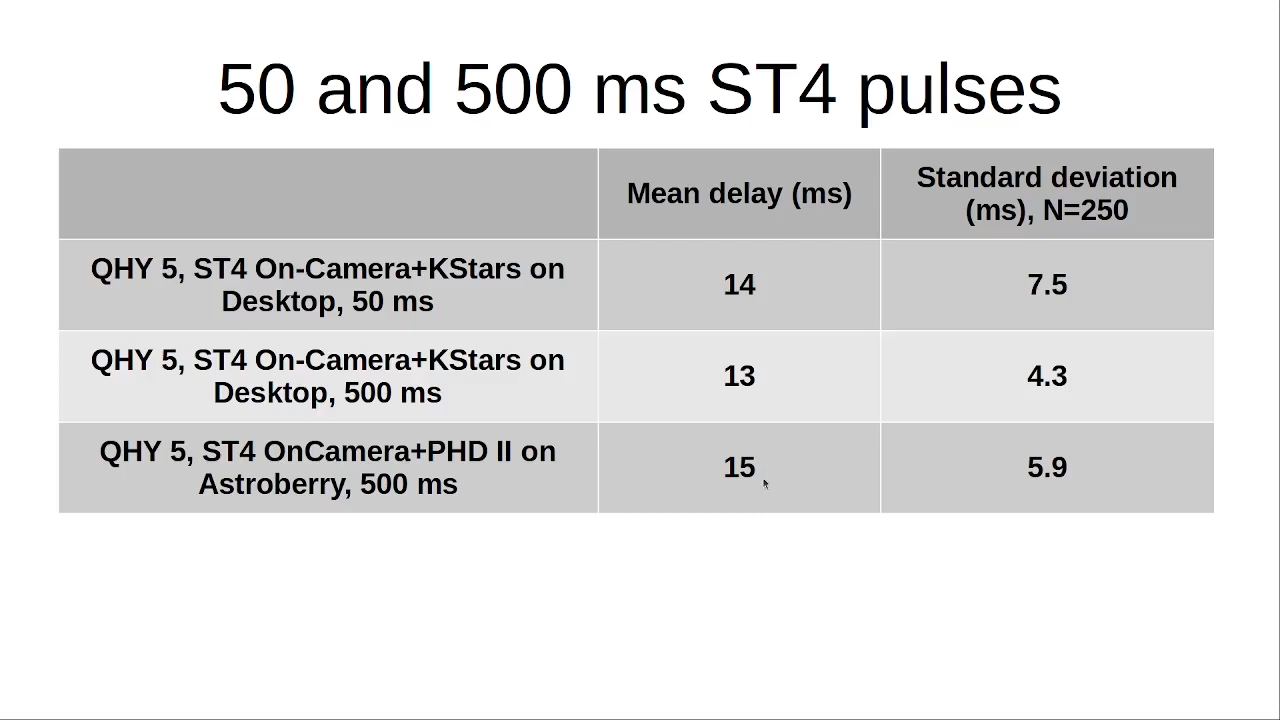 50 and 500 ms ST4 pulses
Mean delay (ms)
Standard deviation
(ms), N=250
QHY 5, ST4 On-Camera+KStars on
Desktop, 50 ms
14
7.5
QHY 5, ST4 On-Camera+KStars on
Desktop, 500 ms
13
4.3
QHY 5, ST4 OnCamera+PHD II on
Astroberry, 500 ms
15
5.9